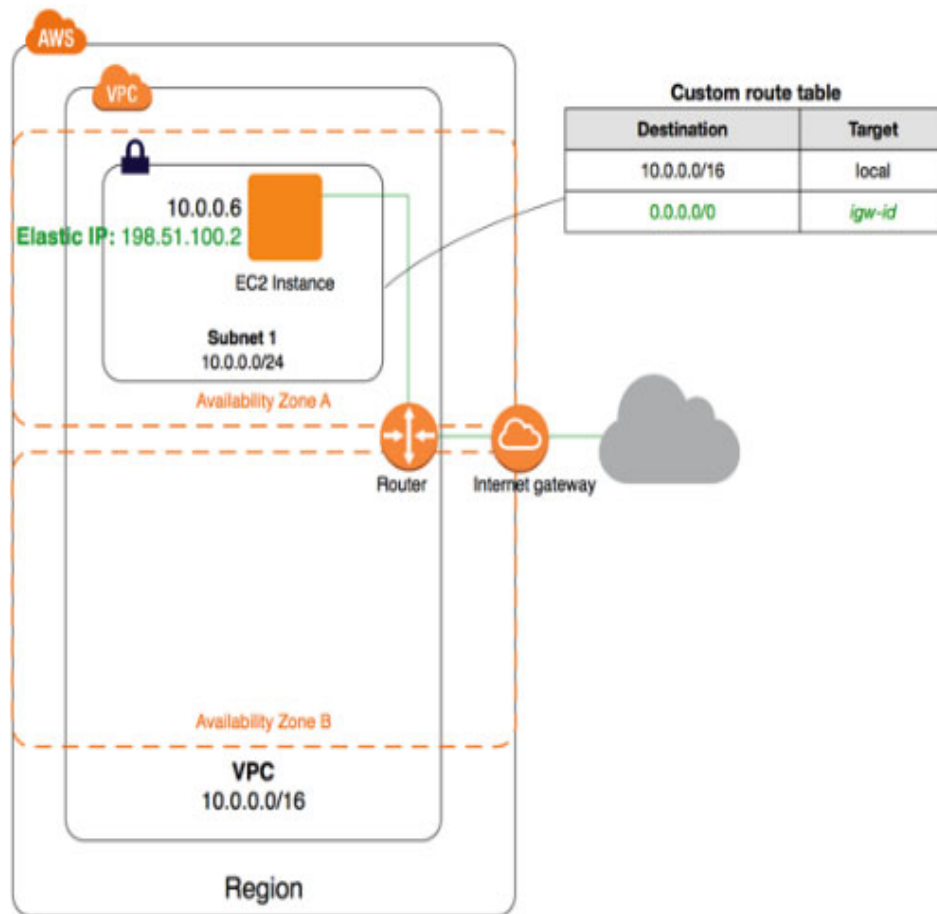 AWS
VPC
Custom route table
Destination Target
10.0.0.0/16 local
0.0.0.0/0 igw-id
10.0.0.6
Elastic IP: 198.51.100.2
EC2 Instance
Subnet 1
10.0.0.0/24
Availability Zone A
Router
Internet gateway
Availability Zone B
VPC
10.0.0.0/16
Region